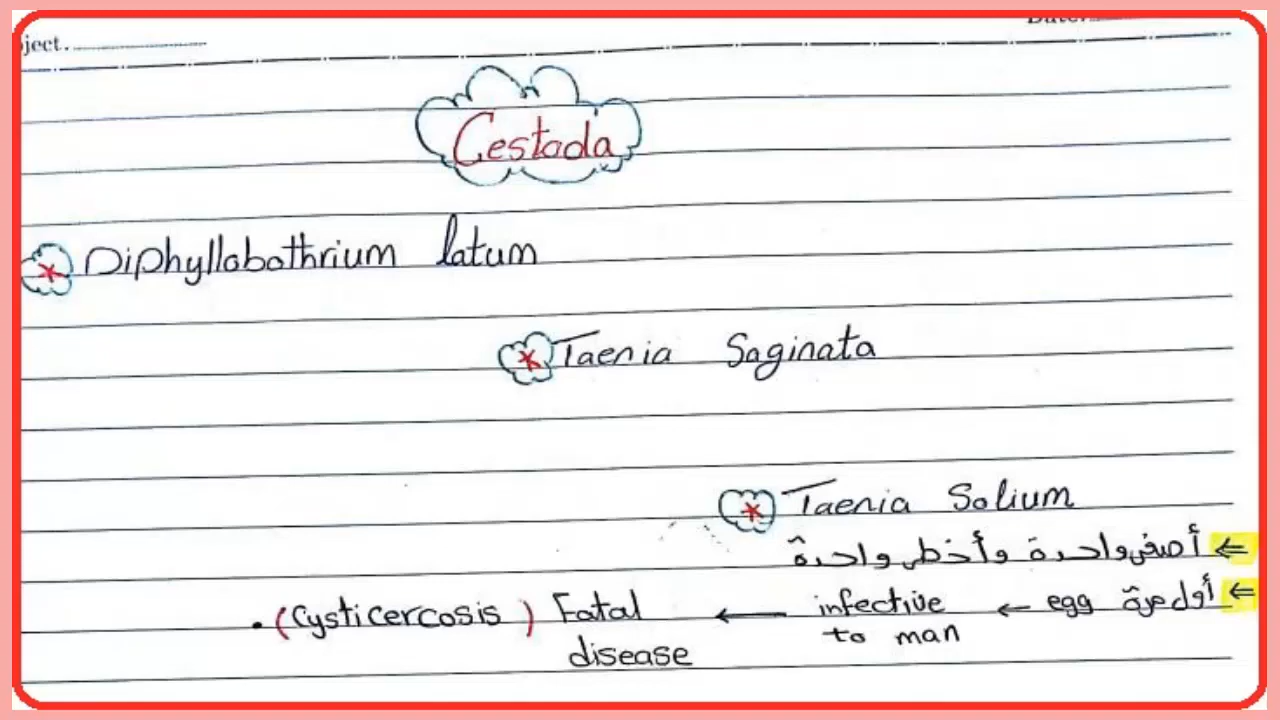 ject.
Cestoda
* Diphyllobothrium latum
* Taenia Saginata
* Taenia Solium
⇐ أصغر واحدة وأخطر واحدة
⇐ أول مرة egg ← infective to man ← Fatal disease (Cysticercosis).